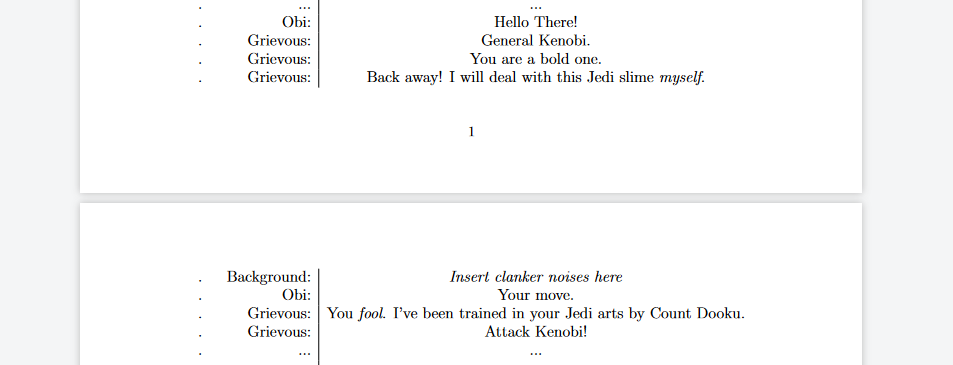 . ... ...
. Obi: Hello There!
. Grievous: General Kenobi.
. Grievous: You are a bold one.
. Grievous: Back away! I will deal with this Jedi slime myself.
1
. Background: Insert clanker noises here
. Obi: Your move.
. Grievous: You fool. I've been trained in your Jedi arts by Count Dooku.
. Grievous: Attack Kenobi!
. ... ...